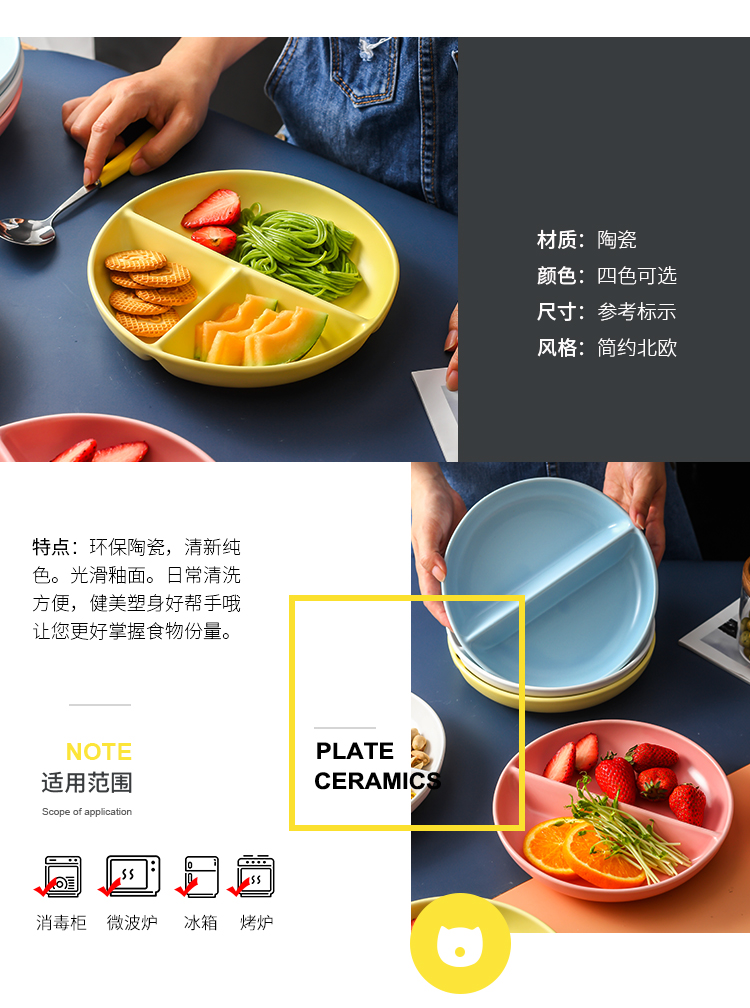 材质：陶瓷
颜色：四色可选
尺寸：参考标示
风格：简约北欧
特点：环保陶瓷，清新纯
色。光滑釉面。日常清洗
方便，健美塑身好帮手哦
让您更好掌握食物份量。
NOTE
适用范围
Scope of application
PLATE
CERAMICS
消毒柜 微波炉 冰箱 烤炉